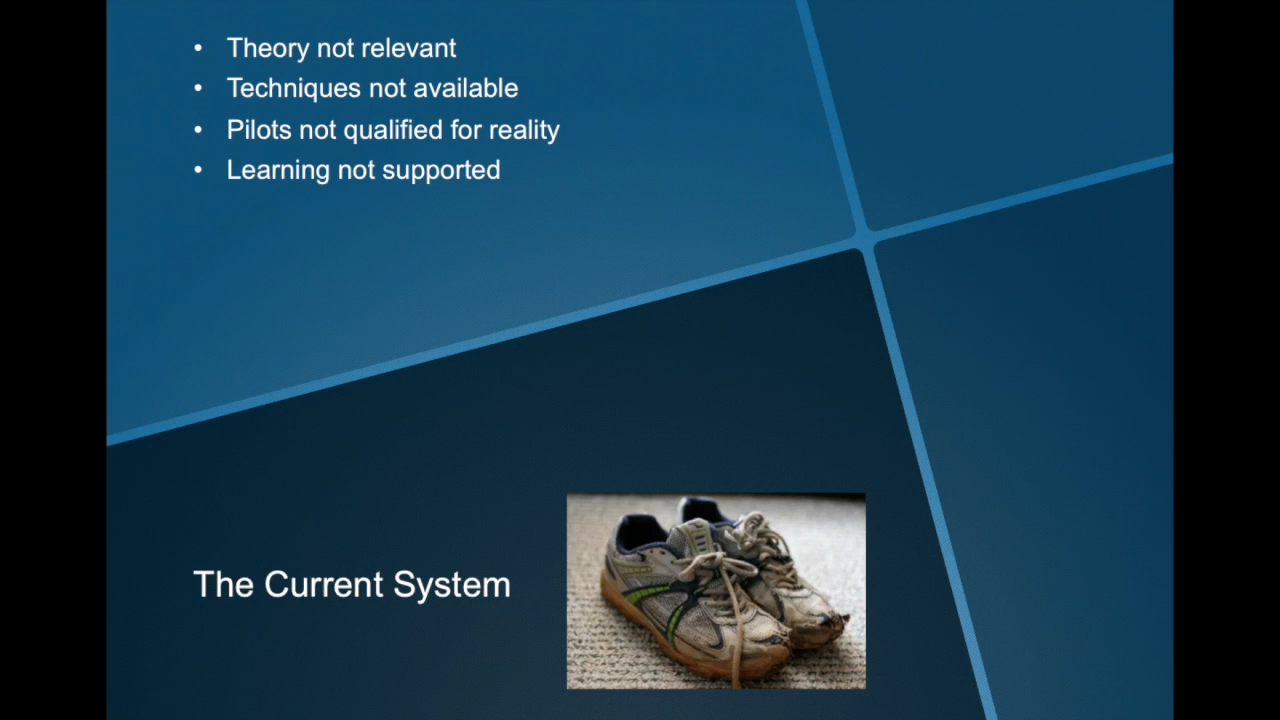 • Theory not relevant
• Techniques not available
• Pilots not qualified for reality
• Learning not supported
The Current System